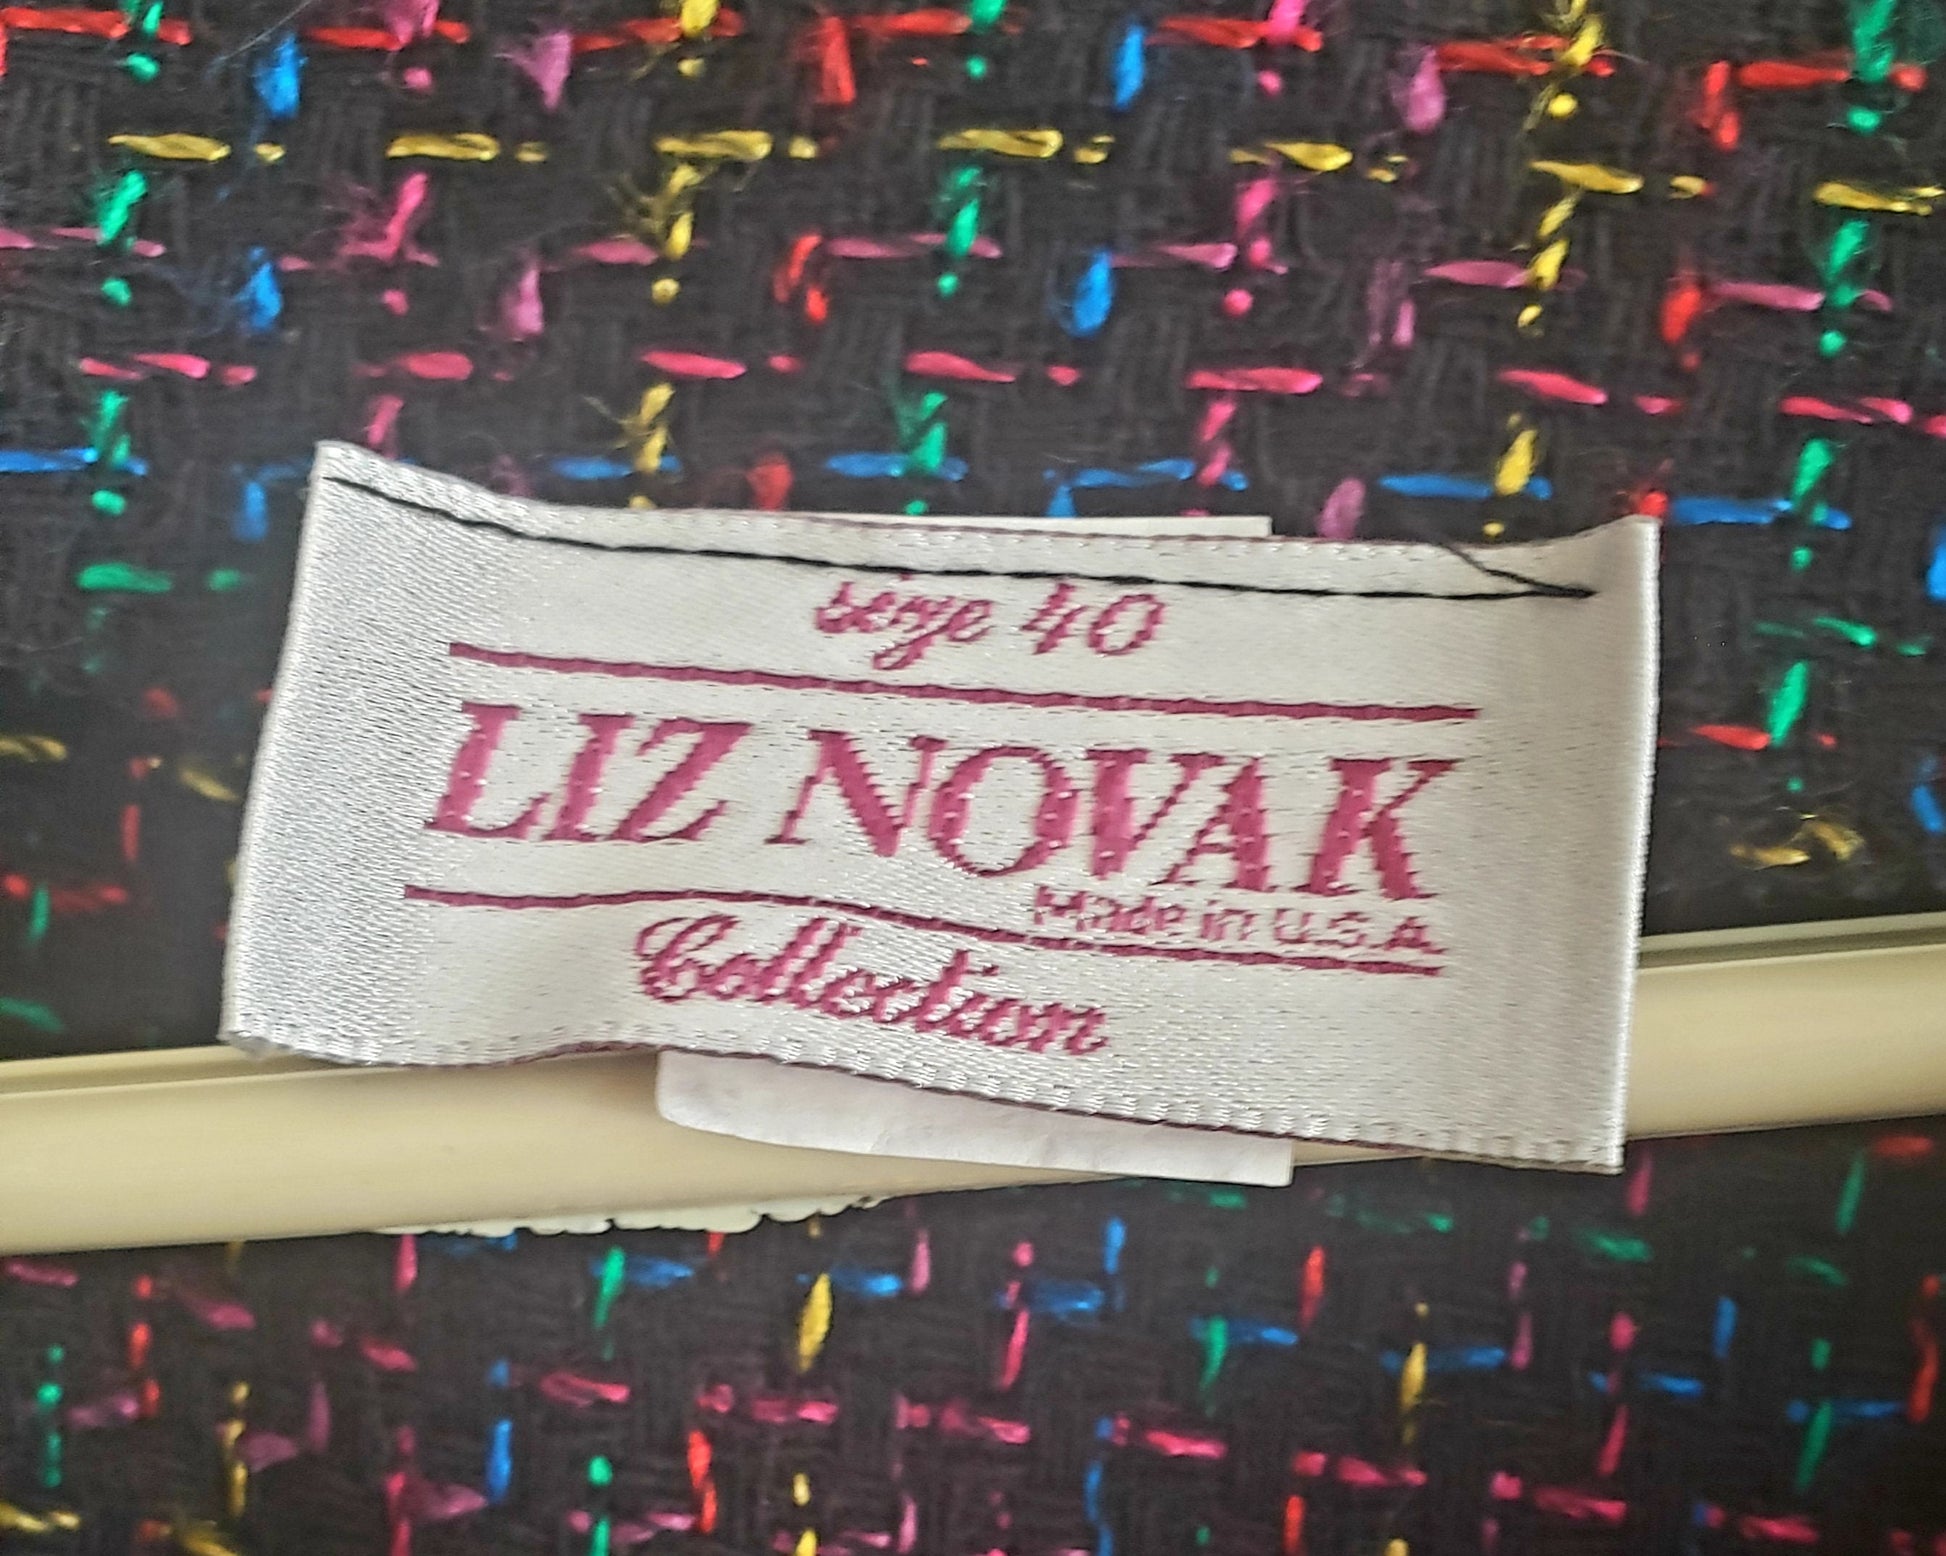 size 40
LIZ NOVAK
Made in U.S.A.
Collection